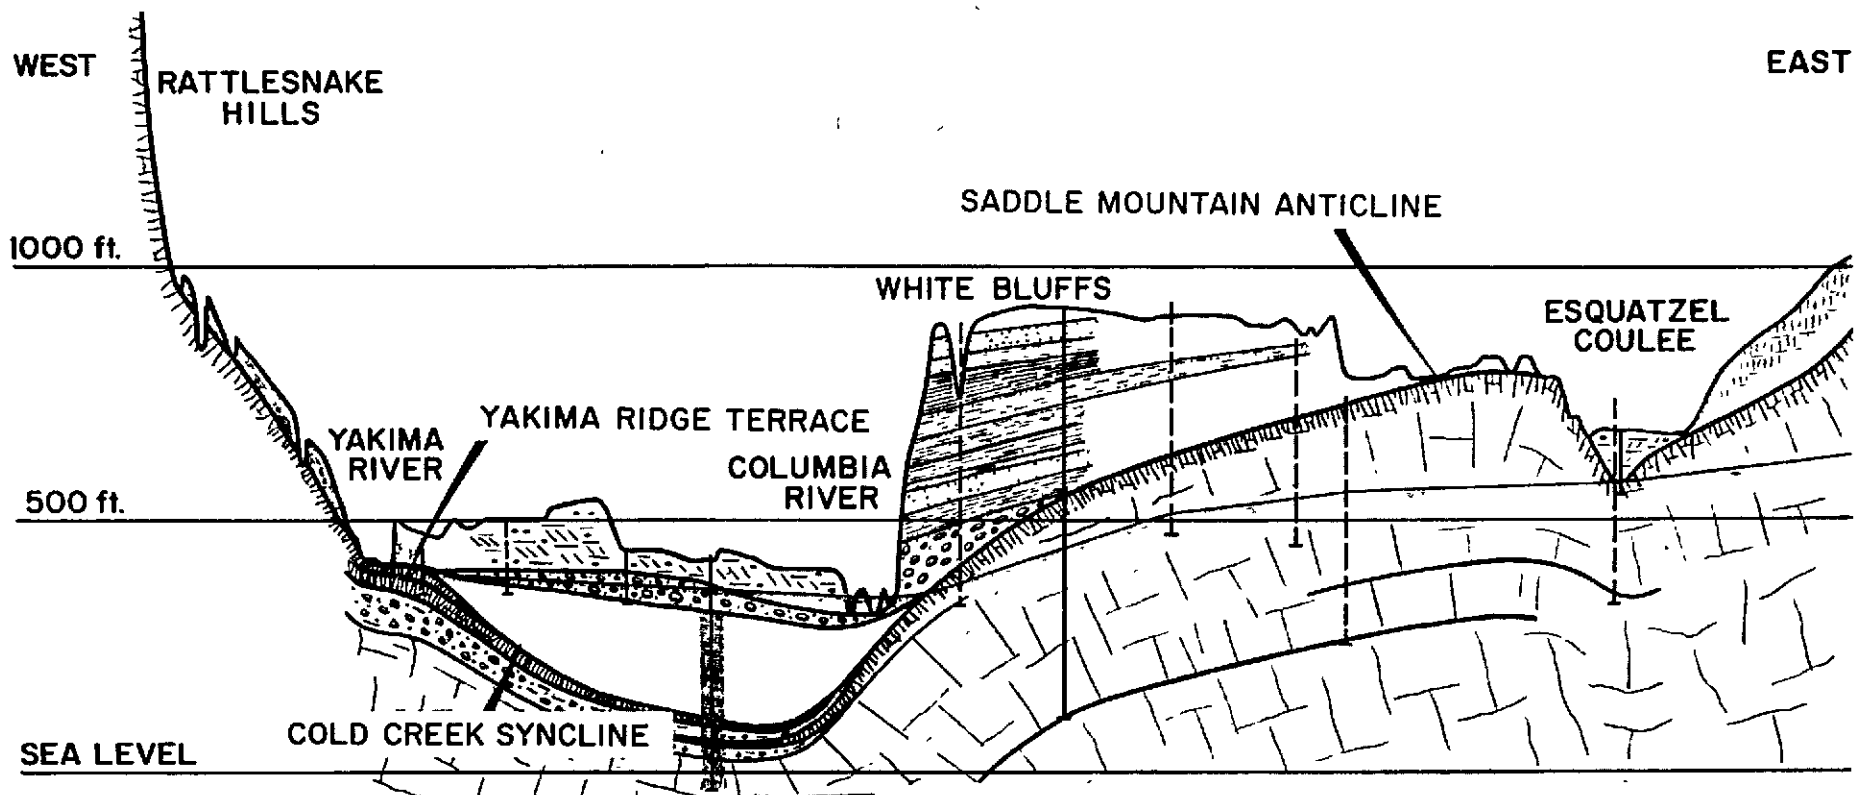 WEST
EAST
RATTLESNAKE
HILLS
SADDLE MOUNTAIN ANTICLINE
1000 ft.
WHITE BLUFFS
ESQUATZEL
COULEE
YAKIMA RIDGE TERRACE
YAKIMA
RIVER
COLUMBIA
RIVER
500 ft.
COLD CREEK SYNCLINE
SEA LEVEL